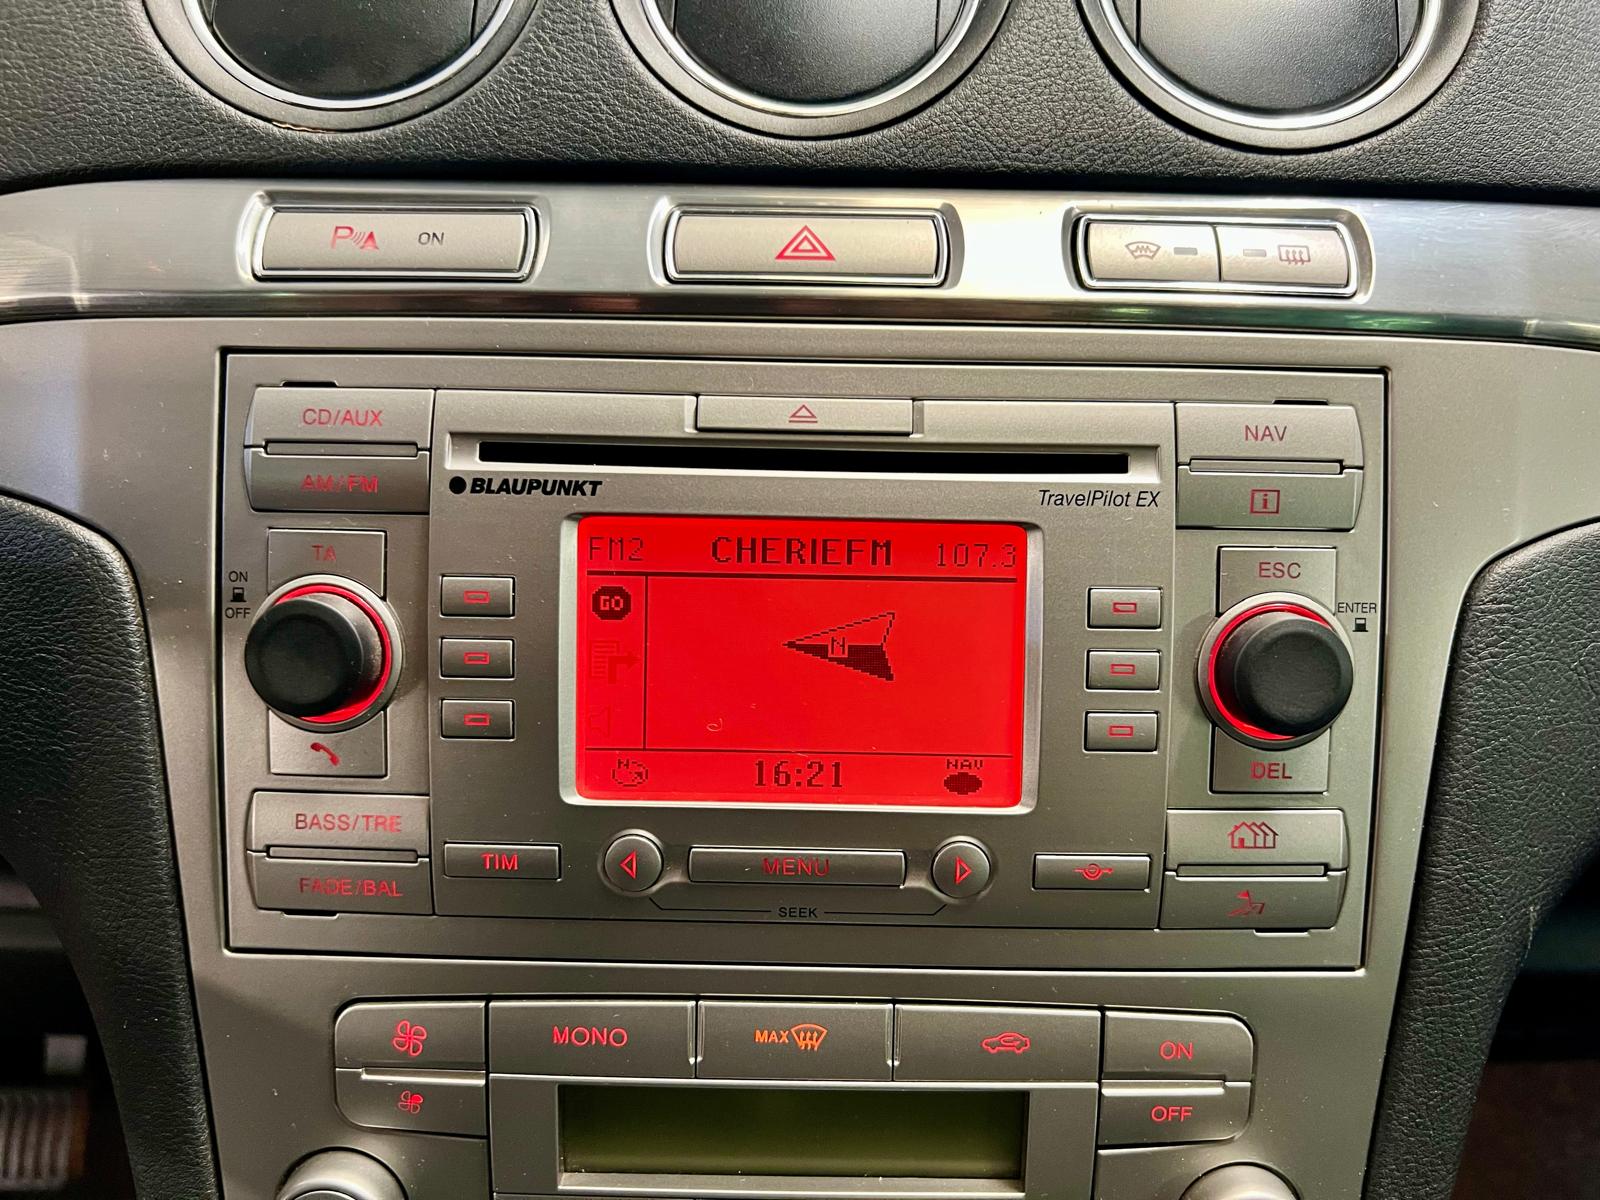 PA ON
CD/AUX
NAV
AM/FM
BLAUPUNKT
TravelPilot EX
i
TA
FM2 CHERIEFM 107.3
ESC
ON
OFF
GO
ENTER
N
DEL
N 16:21 NAV
BASS/TRE
TIM
MENU
FADE/BAL
SEEK
MONO
MAX
ON
OFF